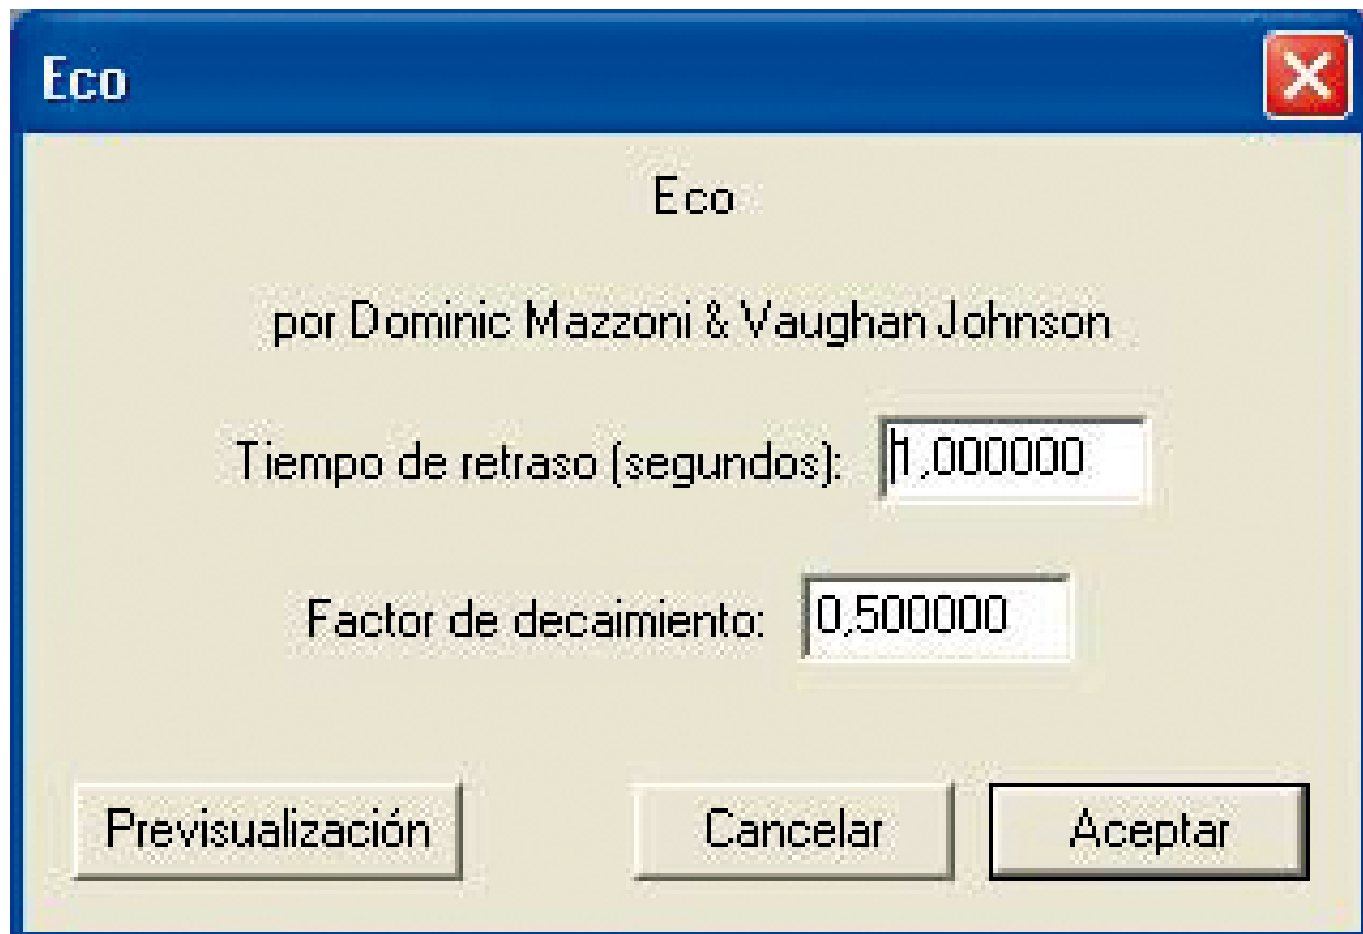 Eco
Eco
por Dominic Mazzoni & Vaughan Johnson
Tiempo de retraso (segundos): 1,000000
Factor de decaimiento: 0,500000
Previsualización Cancelar Aceptar